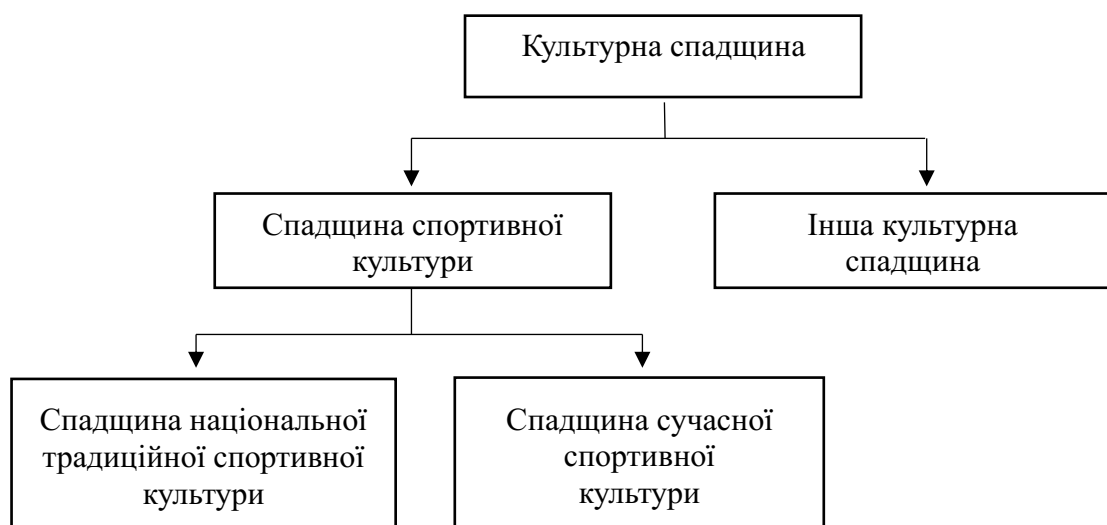 Культурна спадщина
Спадщина спортивної
культури
Інша культурна
спадщина
Спадщина національної
традиційної спортивної
культури
Спадщина сучасної
спортивної
культури